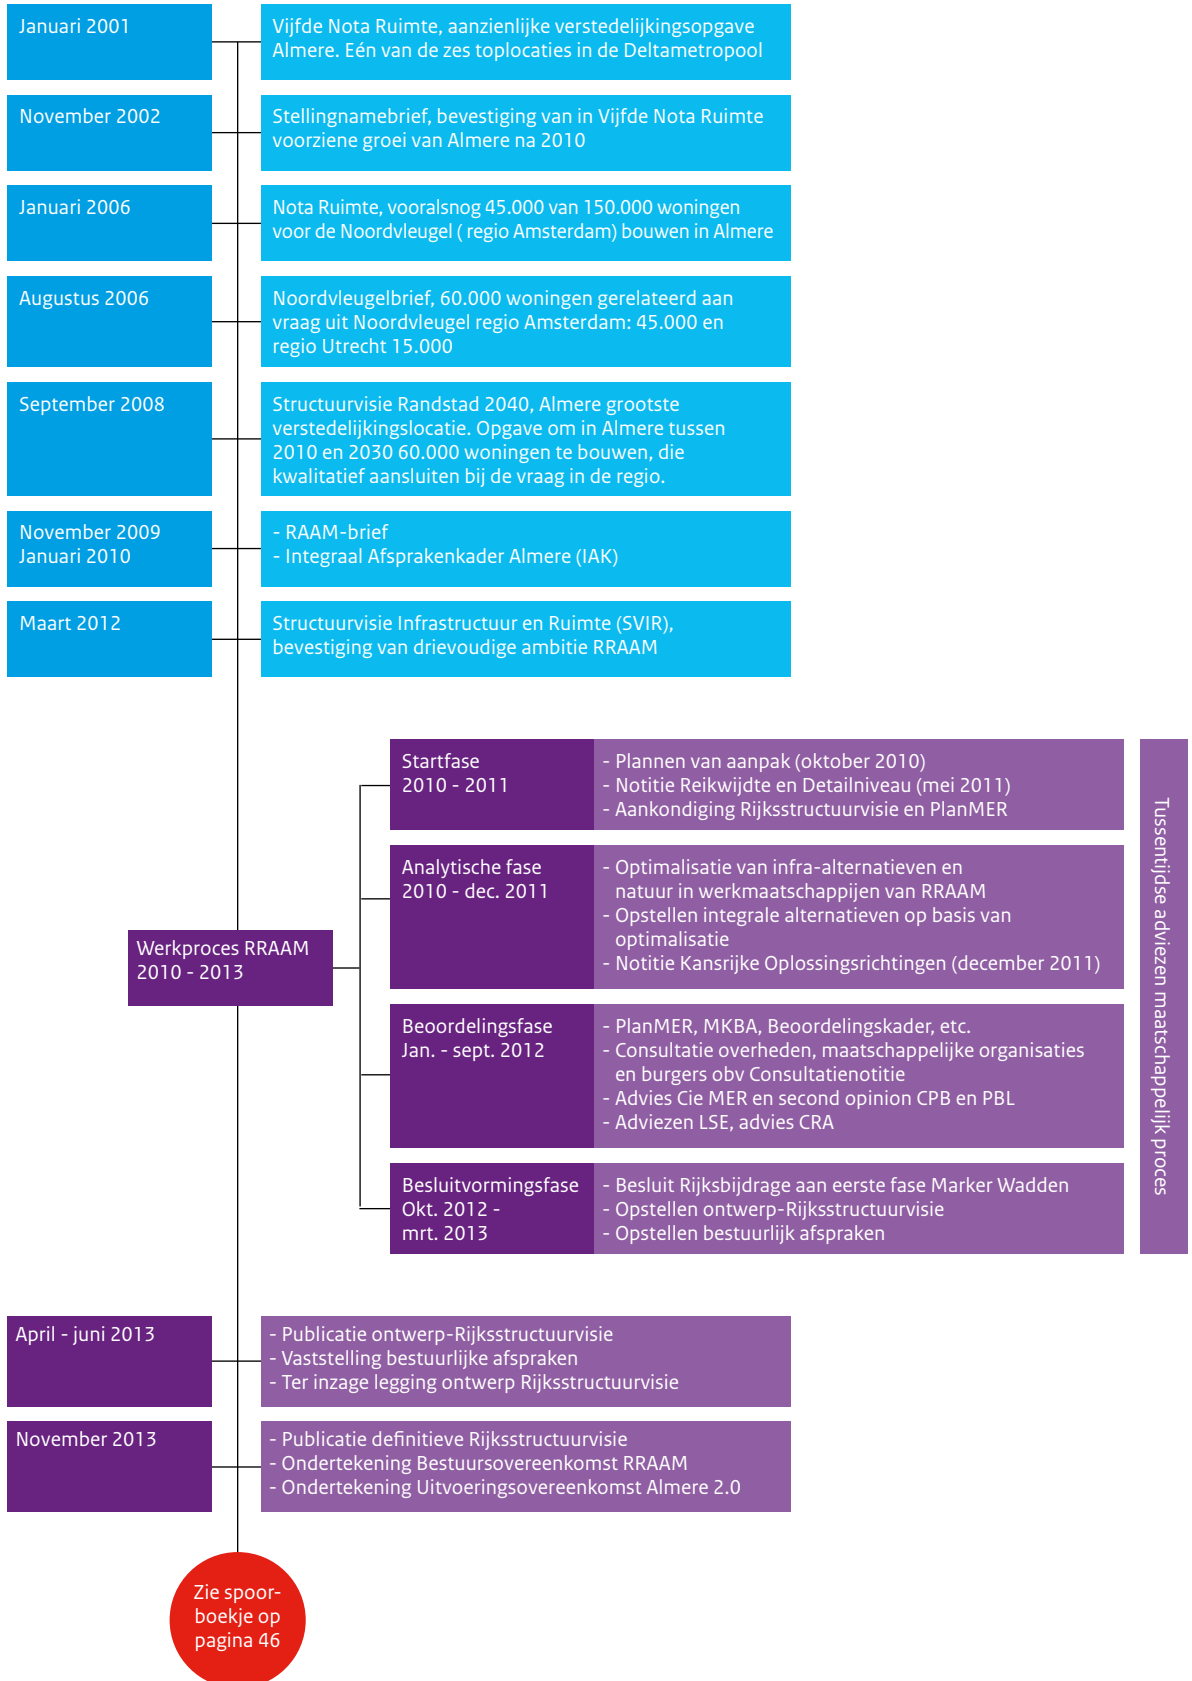 Januari 2001
Vijfde Nota Ruimte, aanzienlijke verstedelijkingsopgave
Almere. Eén van de zes toplocaties in de Deltametropool
November 2002
Stellingnamebrief, bevestiging van in Vijfde Nota Ruimte
voorziene groei van Almere na 2010
Januari 2006
Nota Ruimte, vooralsnog 45.000 van 150.000 woningen
voor de Noordvleugel ( regio Amsterdam) bouwen in Almere
Augustus 2006
Noordvleugelbrief, 60.000 woningen gerelateerd aan
vraag uit Noordvleugel regio Amsterdam: 45.000 en
regio Utrecht 15.000
September 2008
Structuurvisie Randstad 2040, Almere grootste
verstedelijkingslocatie. Opgave om in Almere tussen
2010 en 2030 60.000 woningen te bouwen, die
kwalitatief aansluiten bij de vraag in de regio.
November 2009
Januari 2010
- RAAM-brief
- Integraal Afsprakenkader Almere (IAK)
Maart 2012
Structuurvisie Infrastructuur en Ruimte (SVIR),
bevestiging van drievoudige ambitie RRAAM
Werkproces RRAAM
2010 - 2013
Startfase
2010 - 2011
- Plannen van aanpak (oktober 2010)
- Notitie Reikwijdte en Detailniveau (mei 2011)
- Aankondiging Rijksstructuurvisie en PlanMER
Analytische fase
2010 - dec. 2011
- Optimalisatie van infra-alternatieven en
natuur in werkmaatschappijen van RRAAM
- Opstellen integrale alternatieven op basis van
optimalisatie
- Notitie Kansrijke Oplossingsrichtingen (december 2011)
Beoordelingsfase
Jan. - sept. 2012
- PlanMER, MKBA, Beoordelingskader, etc.
- Consultatie overheden, maatschappelijke organisaties
en burgers obv Consultatienotitie
- Advies Cie MER en second opinion CPB en PBL
- Adviezen LSE, advies CRA
Besluitvormingsfase
Okt. 2012 -
mrt. 2013
- Besluit Rijksbijdrage aan eerste fase Marker Wadden
- Opstellen ontwerp-Rijksstructuurvisie
- Opstellen bestuurlijk afspraken
Tussentijdse adviezen maatschappelijk proces
April - juni 2013
- Publicatie ontwerp-Rijksstructuurvisie
- Vaststelling bestuurlijke afspraken
- Ter inzage legging ontwerp Rijksstructuurvisie
November 2013
- Publicatie definitieve Rijksstructuurvisie
- Ondertekening Bestuursovereenkomst RRAAM
- Ondertekening Uitvoeringsovereenkomst Almere 2.0
Zie spoor-
boekje op
pagina 46